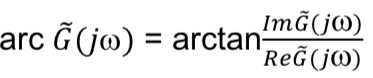 arc G̃(jω) = arctan ImG̃(jω)/ReG̃(jω)